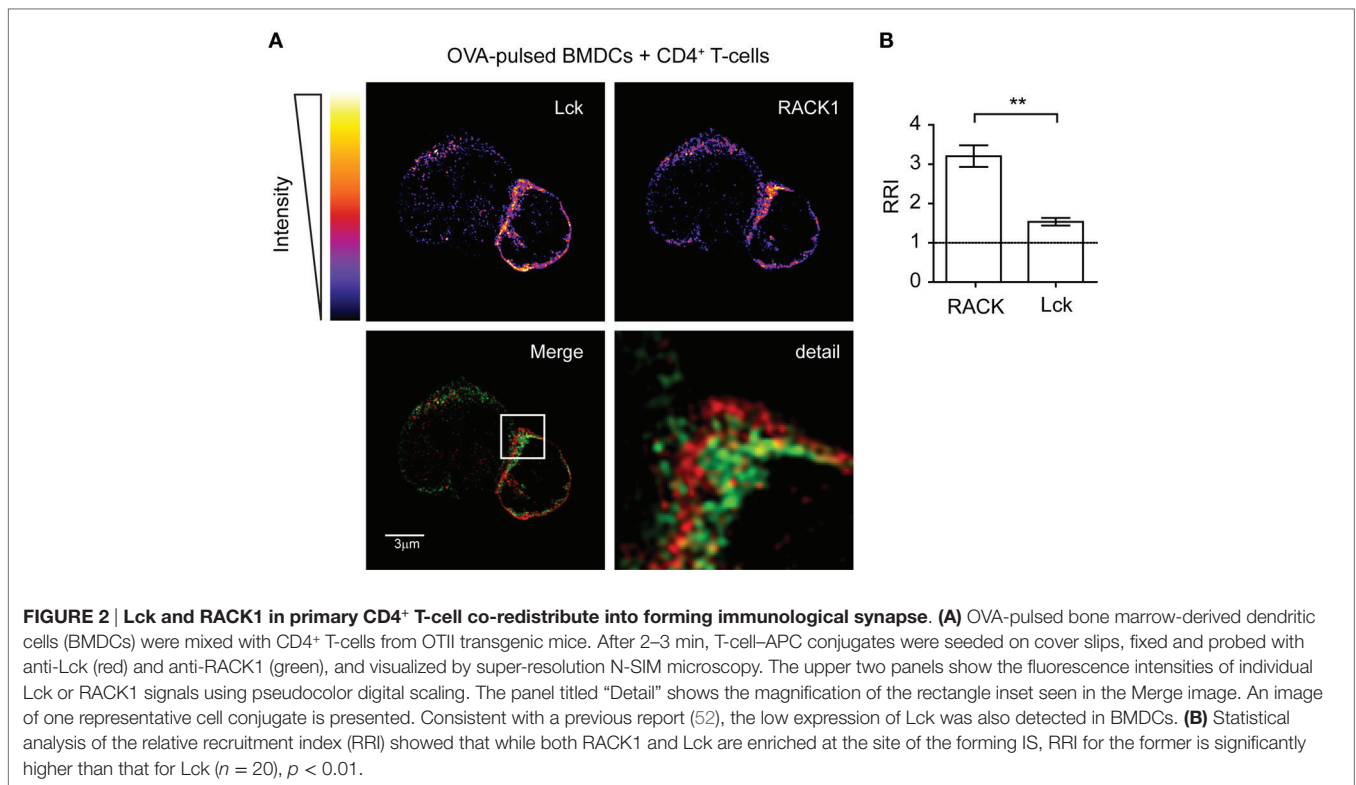 A
OVA-pulsed BMDCs + CD4⁺ T-cells
Intensity
Lck
RACK1
Merge
3μm
detail
B
**
RRI
4
3
2
1
0
RACK
Lck
FIGURE 2 | Lck and RACK1 in primary CD4⁺ T-cell co-redistribute into forming immunological synapse. (A) OVA-pulsed bone marrow-derived dendritic
cells (BMDCs) were mixed with CD4⁺ T-cells from OTII transgenic mice. After 2–3 min, T-cell–APC conjugates were seeded on cover slips, fixed and probed with
anti-Lck (red) and anti-RACK1 (green), and visualized by super-resolution N-SIM microscopy. The upper two panels show the fluorescence intensities of individual
Lck or RACK1 signals using pseudocolor digital scaling. The panel titled “Detail” shows the magnification of the rectangle inset seen in the Merge image. An image
of one representative cell conjugate is presented. Consistent with a previous report (52), the low expression of Lck was also detected in BMDCs. (B) Statistical
analysis of the relative recruitment index (RRI) showed that while both RACK1 and Lck are enriched at the site of the forming IS, RRI for the former is significantly
higher than that for Lck (n = 20), p < 0.01.